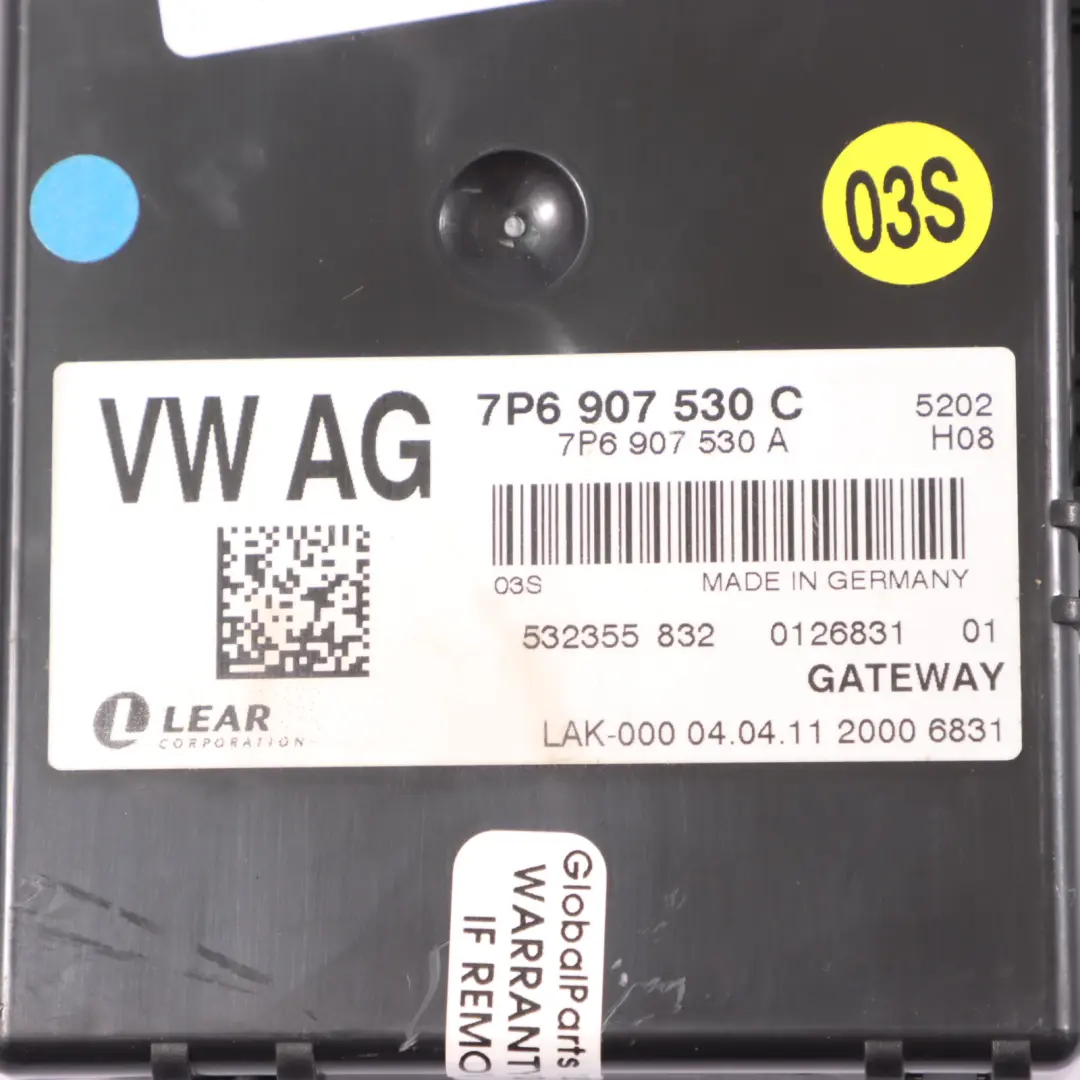 03S
VW AG
7P6 907 530 C
5202
7P6 907 530 A
H08
03S
MADE IN GERMANY
532355 832 0126831 01
GATEWAY
LEAR
CORPORATION
LAK-000 04.04.11 2000 6831
GlobalParts
WARRANTY
IF REMO